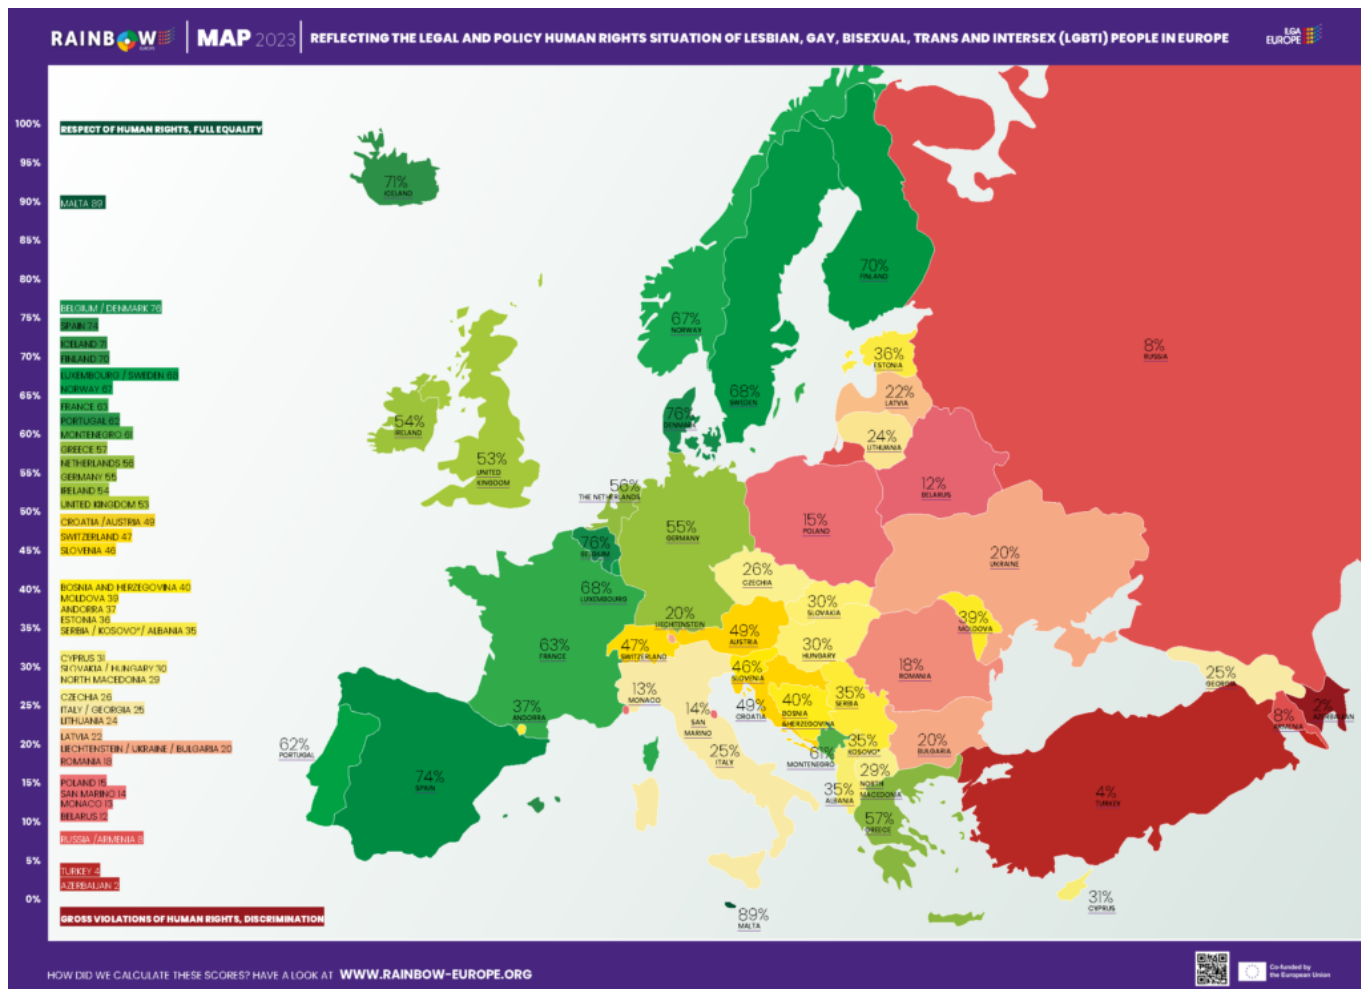 RAINBOW EUROPE MAP 2023 REFLECTING THE LEGAL AND POLICY HUMAN RIGHTS SITUATION OF LESBIAN, GAY, BISEXUAL, TRANS AND INTERSEX (LGBTI) PEOPLE IN EUROPE
ILGA
EUROPE
100%
RESPECT OF HUMAN RIGHTS, FULL EQUALITY
95%
90%
MALTA 89
85%
80%
BELGIUM / DENMARK 76
75%
SPAIN 74
ICELAND 71
70%
FINLAND 70
LUXEMBOURG / SWEDEN 68
NORWAY 67
65%
FRANCE 63
PORTUGAL 62
MONTENEGRO 61
60%
GREECE 57
NETHERLANDS 56
GERMANY 55
55%
IRELAND 54
UNITED KINGDOM 53
50%
CROATIA /AUSTRIA 49
SWITZERLAND 47
SLOVENIA 46
45%
40%
BOSNIA AND HERZEGOVINA 40
MOLDOVA 39
ANDORRA 37
ESTONIA 36
35%
SERBIA / KOSOVO*/ ALBANIA 35
CYPRUS 31
30%
SLOVAKIA / HUNGARY 30
NORTH MACEDONIA 29
CZECHIA 26
25%
ITALY / GEORGIA 25
LITHUANIA 24
LATVIA 22
20%
LIECHTENSTEIN / UKRAINE / BULGARIA 20
ROMANIA 18
15%
POLAND 15
SAN MARINO 14
MONACO 13
BELARUS 12
10%
RUSSIA /ARMENIA 8
5%
TURKEY 4
AZERBAIJAN 2
0%
GROSS VIOLATIONS OF HUMAN RIGHTS, DISCRIMINATION
71%
ICELAND
70%
FINLAND
67%
NORWAY
8%
RUSSIA
36%
ESTONIA
68%
SWEDEN
22%
LATVIA
76%
DENMARK
54%
IRELAND
24%
LITHUANIA
53%
UNITED
KINGDOM
56%
THE NETHERLANDS
12%
BELARUS
15%
POLAND
55%
GERMANY
76%
BELGIUM
20%
UKRAINE
26%
CZECHIA
68%
LUXEMBOURG
30%
SLOVAKIA
20%
LIECHTENSTEIN
39%
MOLDOVA
49%
AUSTRIA
63%
FRANCE
47%
SWITZERLAND
30%
HUNGARY
46%
SLOVENIA
18%
ROMANIA
25%
GEORGIA
13%
MONACO
35%
SERBIA
40%
BOSNIA
&HERZEGOVINA
37%
ANDORRA
49%
CROATIA
14%
SAN
MARINO
2%
AZERBAIJAN
8%
ARMENIA
62%
PORTUGAL
35%
KOSOVO*
20%
BULGARIA
61%
MONTENEGRO
25%
ITALY
74%
SPAIN
29%
NORTH
MACEDONIA
35%
ALBANIA
4%
TURKEY
57%
GREECE
31%
CYPRUS
89%
MALTA
HOW DID WE CALCULATE THESE SCORES? HAVE A LOOK AT WWW.RAINBOW-EUROPE.ORG
Co-funded by
the European Union